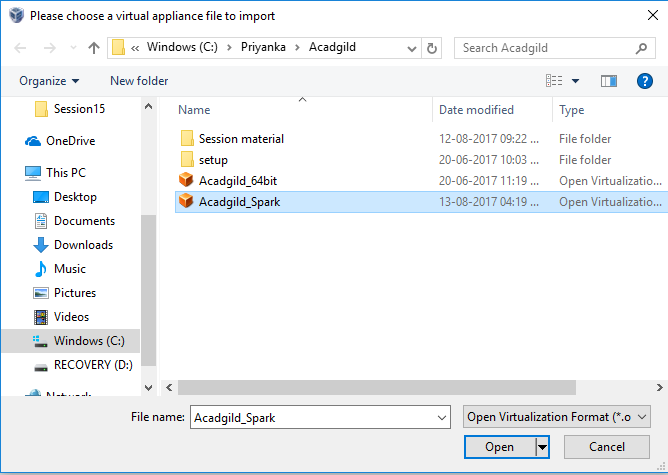 Please choose a virtual appliance file to import
« Windows (C:) › Priyanka › Acadgild
Search Acadgild
Organize
New folder
Session15
OneDrive
This PC
Desktop
Documents
Downloads
Music
Pictures
Videos
Windows (C:)
RECOVERY (D:)
Network
Name Date modified Type
Session material 12-08-2017 09:22 ... File folder
setup 20-06-2017 10:03 ... File folder
Acadgild_64bit 20-06-2017 11:19 ... Open Virtualizatio...
Acadgild_Spark 13-08-2017 04:19 ... Open Virtualizatio...
File name: Acadgild_Spark
Open Virtualization Format (*.o
Open
Cancel